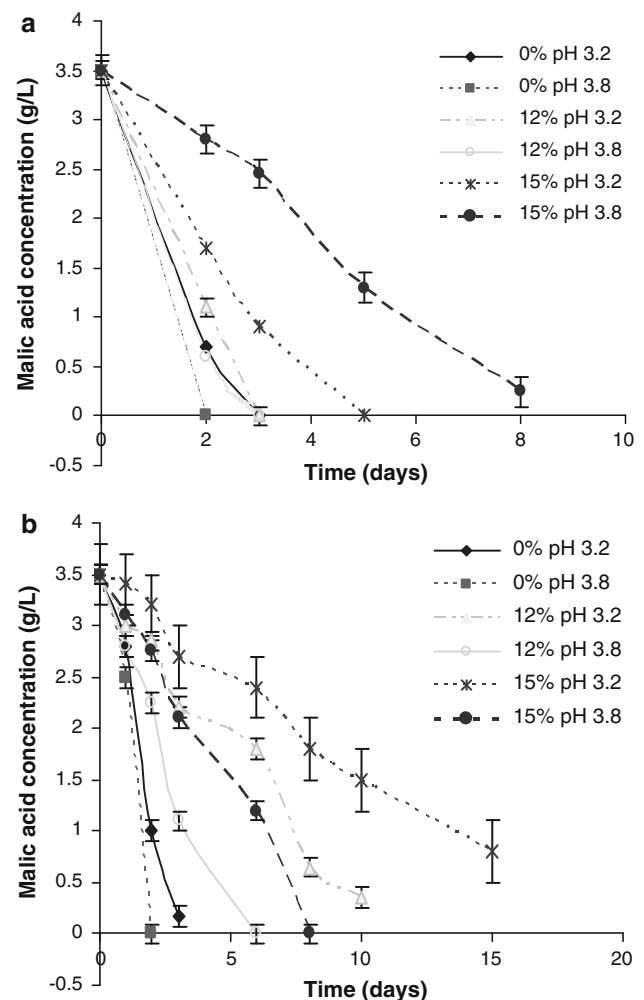 a
Malic acid concentration (g/L)
4
3.5
3
2.5
2
1.5
1
0.5
0
-0.5
0% pH 3.2
0% pH 3.8
12% pH 3.2
12% pH 3.8
15% pH 3.2
15% pH 3.8
0 2 4 6 8 10
Time (days)
b
Malic acid concentration (g/L)
4
3.5
3
2.5
2
1.5
1
0.5
0
-0.5
0% pH 3.2
0% pH 3.8
12% pH 3.2
12% pH 3.8
15% pH 3.2
15% pH 3.8
0 5 10 15 20
Time (days)